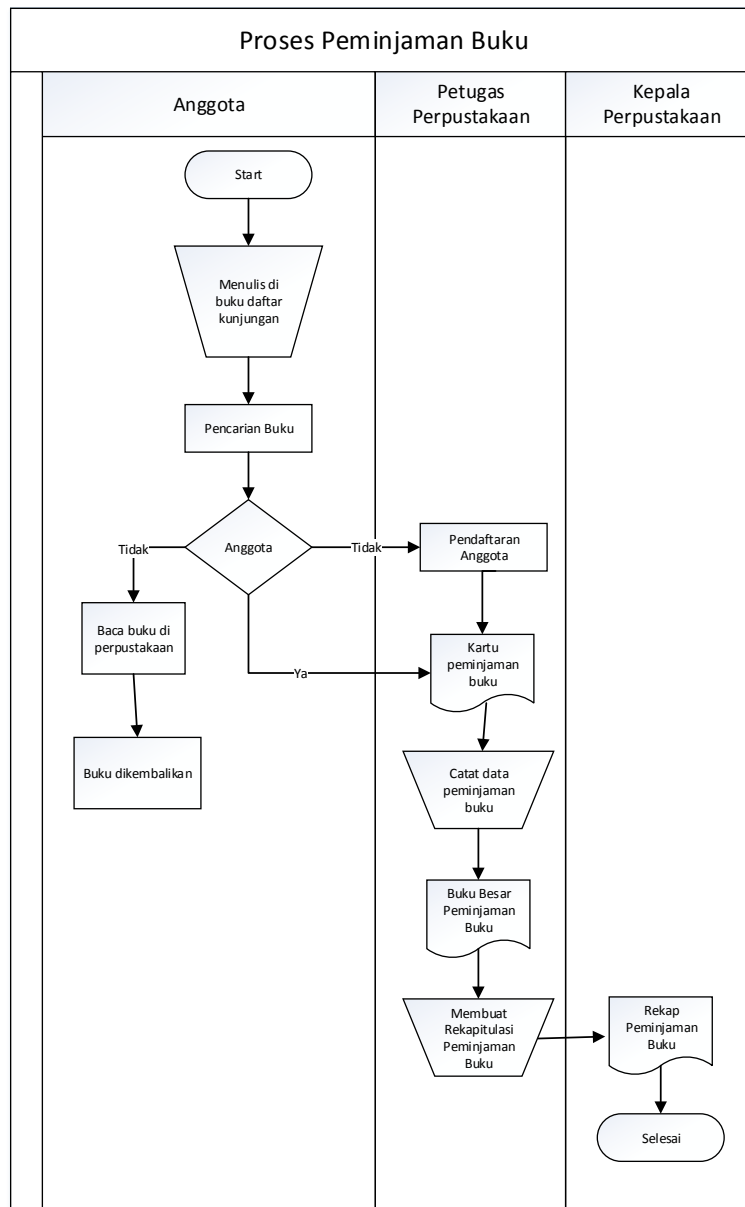 Proses Peminjaman Buku
Anggota
Petugas
Perpustakaan
Kepala
Perpustakaan
Start
Menulis di
buku daftar
kunjungan
Pencarian Buku
Anggota
Tidak
Tidak
Pendaftaran
Anggota
Baca buku di
perpustakaan
Ya
Kartu
peminjaman
buku
Buku dikembalikan
Catat data
peminjaman
buku
Buku Besar
Peminjaman
Buku
Membuat
Rekapitulasi
Peminjaman
Buku
Rekap
Peminjaman
Buku
Selesai